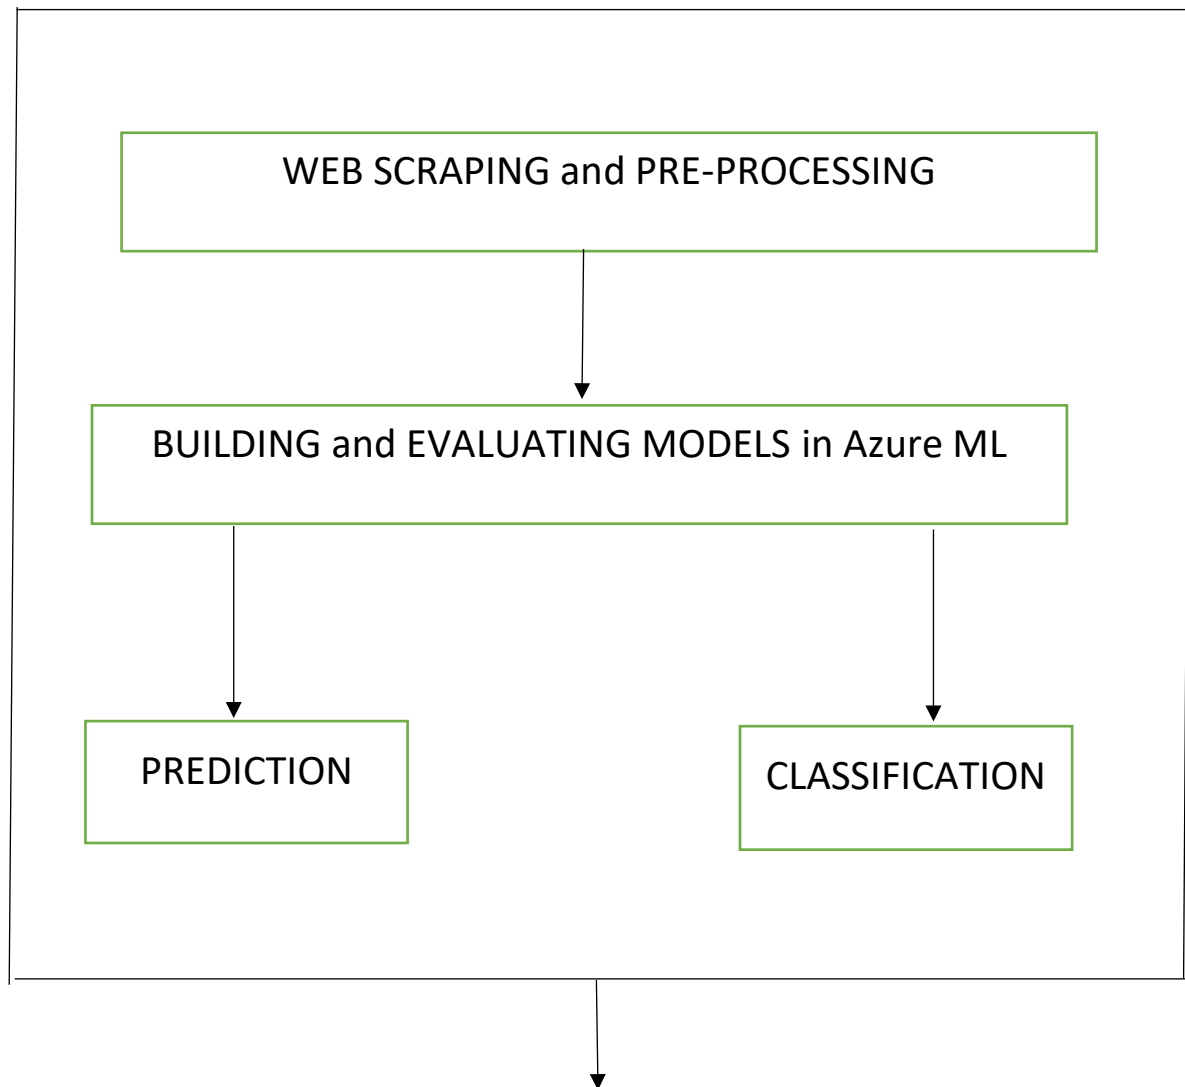 WEB SCRAPING and PRE-PROCESSING
BUILDING and EVALUATING MODELS in Azure ML
PREDICTION
CLASSIFICATION